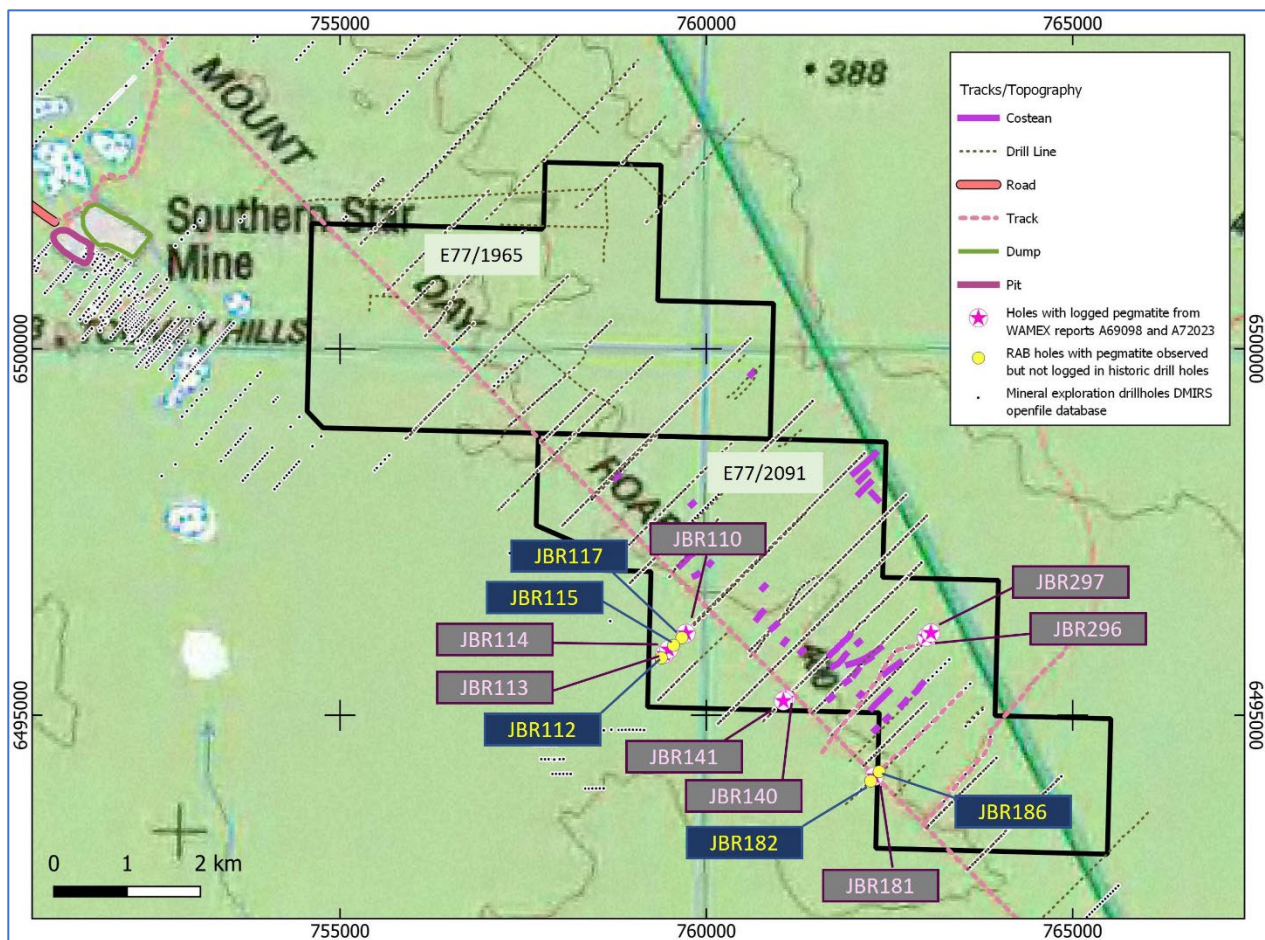 755000
760000
765000
MOUNT
DAY
ROAD
388
Southern Star
Mine
E77/1965
E77/2091
6500000
6500000
6495000
6495000
JBR117
JBR110
JBR115
JBR114
JBR113
JBR112
JBR297
JBR296
JBR141
JBR140
JBR182
JBR186
JBR181
0 1 2 km
755000
760000
765000
Tracks/Topography
Costean
Drill Line
Road
Track
Dump
Pit
Holes with logged pegmatite from
WAMEX reports A69098 and A72023
RAB holes with pegmatite observed
but not logged in historic drill holes
Mineral exploration drillholes DMIRS
openfile database